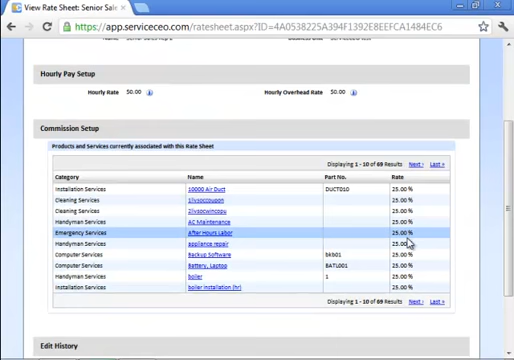 View Rate Sheet: Senior Sale
https://app.serviceceo.com/ratesheet.aspx?ID=4A0538225A394F1392E8EEFCA1484C65
Hourly Pay Setup
Hourly Rate $0.00 Hourly Overhead Rate $0.00
Commission Setup
Products and Services currently associated with this Rate Sheet
Displaying 1 - 10 of 69 Results Next › Last »
Category Name Part No. Rate
Installation Services 10000 Air Duct DUCT010 25.00 %
Cleaning Services 1lvsoccoupon 25.00 %
Cleaning Services 25.00 %
Handyman Services AC Maintenance 25.00 %
Emergency Services After Hours Labor 25.00 %
Handyman Services appliance repair 25.00
Computer Services Backup Software bkb01 25.00 %
Computer Services Battery, Laptop BATL001 25.00 %
Handyman Services boiler 1 25.00 %
Installation Services boiler installation (hr) 25.00 %
Displaying 1 - 10 of 69 Results Next › Last »
Edit History